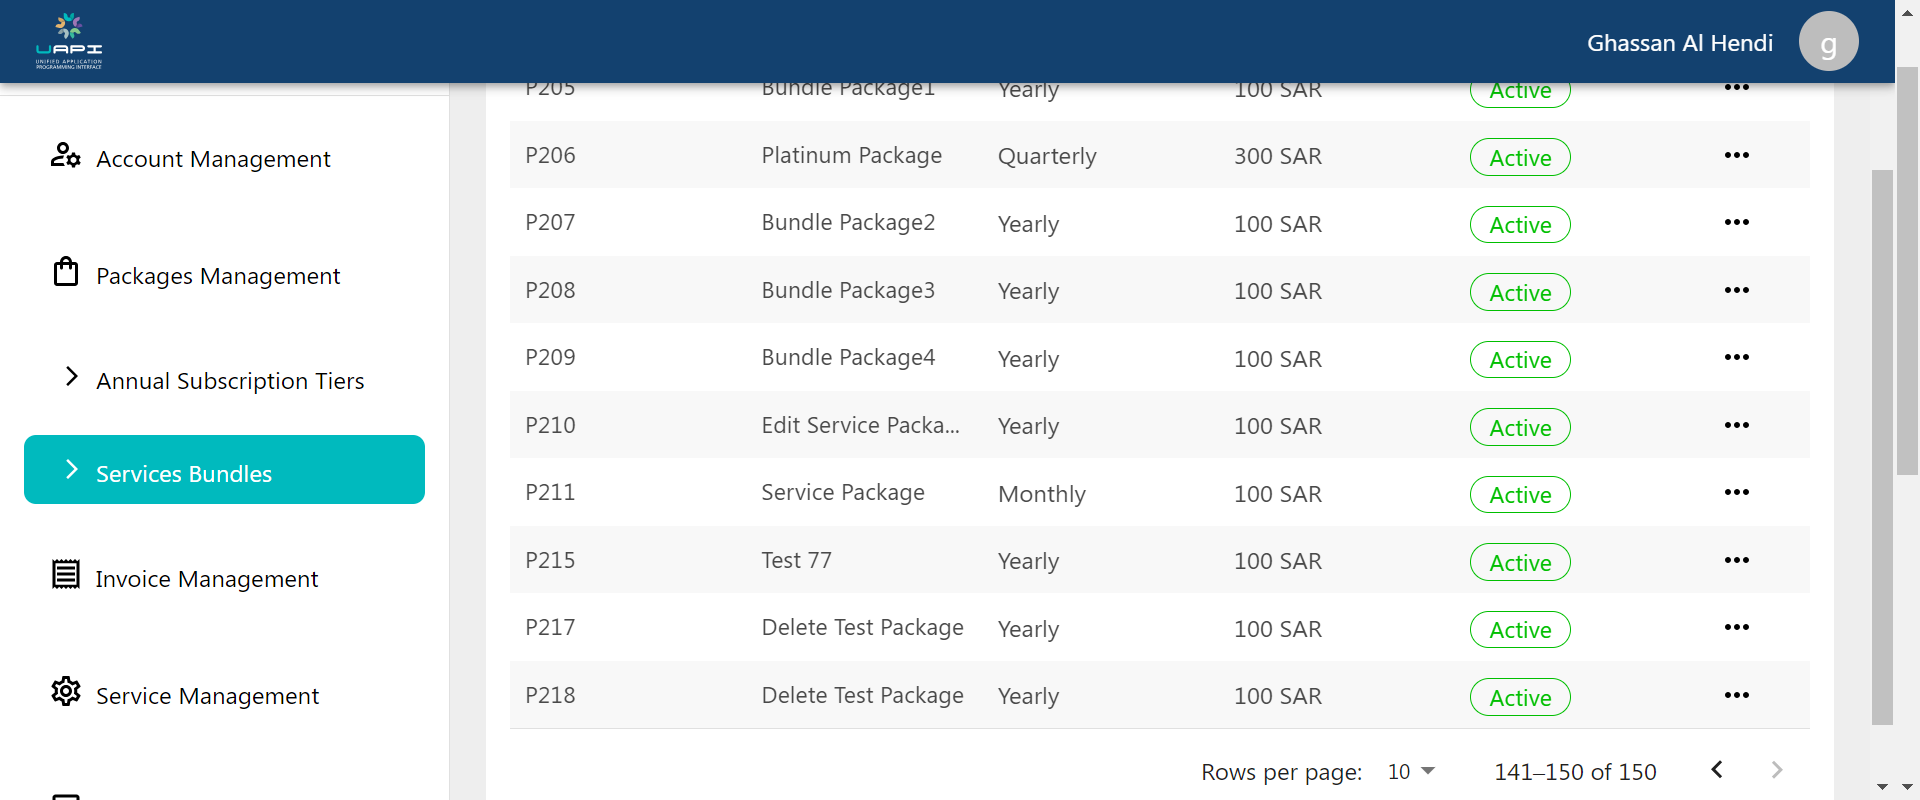 UAPI
UNIFIED APPLICATION
PROGRAMMING INTERFACE
Ghassan Al Hendi
g
Account Management
Packages Management
Annual Subscription Tiers
Services Bundles
Invoice Management
Service Management
P205 Bundle Package1 Yearly 100 SAR Active
P206 Platinum Package Quarterly 300 SAR Active
P207 Bundle Package2 Yearly 100 SAR Active
P208 Bundle Package3 Yearly 100 SAR Active
P209 Bundle Package4 Yearly 100 SAR Active
P210 Edit Service Packa... Yearly 100 SAR Active
P211 Service Package Monthly 100 SAR Active
P215 Test 77 Yearly 100 SAR Active
P217 Delete Test Package Yearly 100 SAR Active
P218 Delete Test Package Yearly 100 SAR Active
Rows per page: 10 141–150 of 150